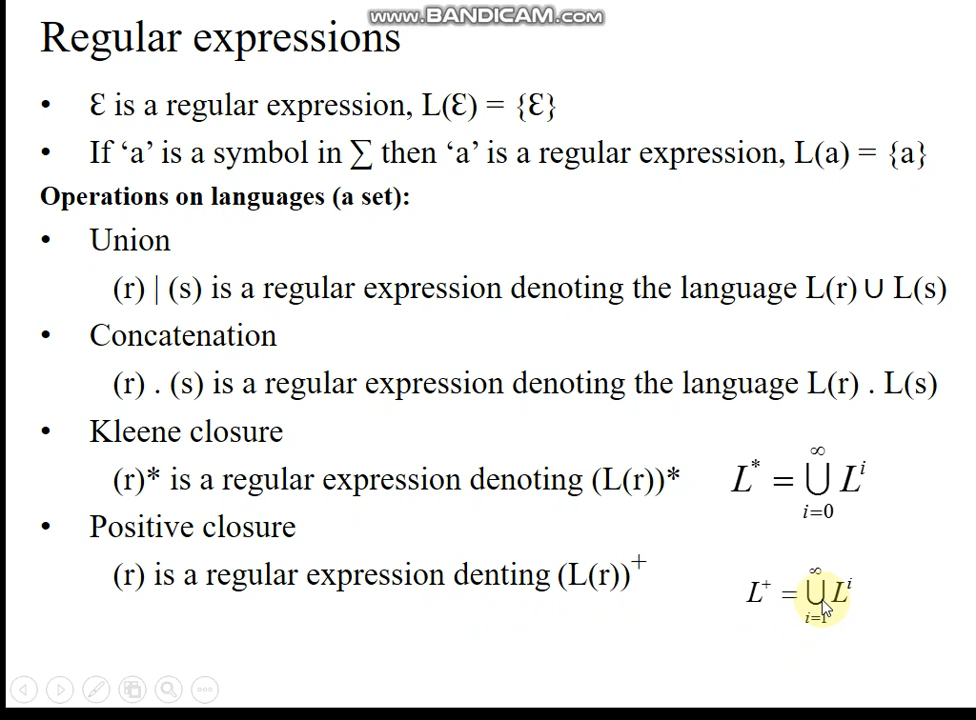 WWW.BANDICAM.COM
Regular expressions
• Ɛ is a regular expression, L(Ɛ) = {Ɛ}
• If ‘a’ is a symbol in ∑ then ‘a’ is a regular expression, L(a) = {a}
Operations on languages (a set):
• Union
(r) | (s) is a regular expression denoting the language L(r) ∪ L(s)
• Concatenation
(r) . (s) is a regular expression denoting the language L(r) . L(s)
• Kleene closure
(r)* is a regular expression denoting (L(r))* L* = ⋃_{i=0}^{∞} L^i
• Positive closure
(r) is a regular expression denting (L(r))⁺ L⁺ = ⋃_{i=1}^{∞} L^i